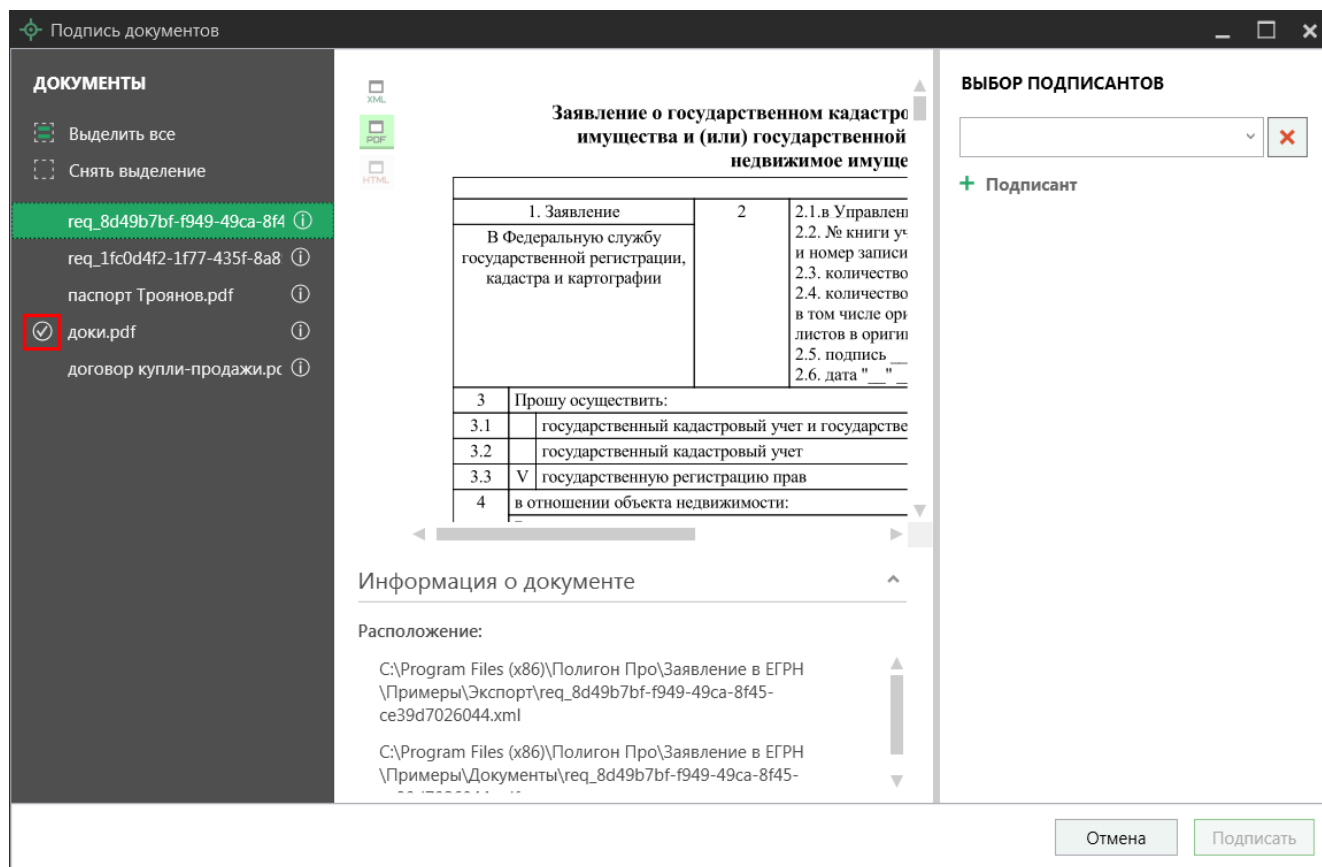 Подпись документов
ДОКУМЕНТЫ
Выделить все
Снять выделение
req_8d49b7bf-f949-49ca-8f4
req_1fc0d4f2-1f77-435f-8a8
паспорт Троянов.pdf
доки.pdf
договор купли-продажи.pc
XML
PDF
HTML
Заявление о государственном кадастро
имущества и (или) государственной
недвижимое имуще
1. Заявление
В Федеральную службу
государственной регистрации,
кадастра и картографии
2
2.1.в Управлен
2.2. № книги уч
и номер записи
2.3. количество
2.4. количество
в том числе ори
листов в ориги
2.5. подпись __
2.6. дата "__" _
3 Прошу осуществить:
3.1 государственный кадастровый учет и государстве
3.2 государственный кадастровый учет
3.3 V государственную регистрацию прав
4 в отношении объекта недвижимости:
Информация о документе
Расположение:
C:\Program Files (x86)\Полигон Про\Заявление в ЕГРН
\Примеры\Экспорт\req_8d49b7bf-f949-49ca-8f45-
ce39d7026044.xml
C:\Program Files (x86)\Полигон Про\Заявление в ЕГРН
\Примеры\Документы\req_8d49b7bf-f949-49ca-8f45-
ВЫБОР ПОДПИСАНТОВ
+ Подписант
Отмена
Подписать